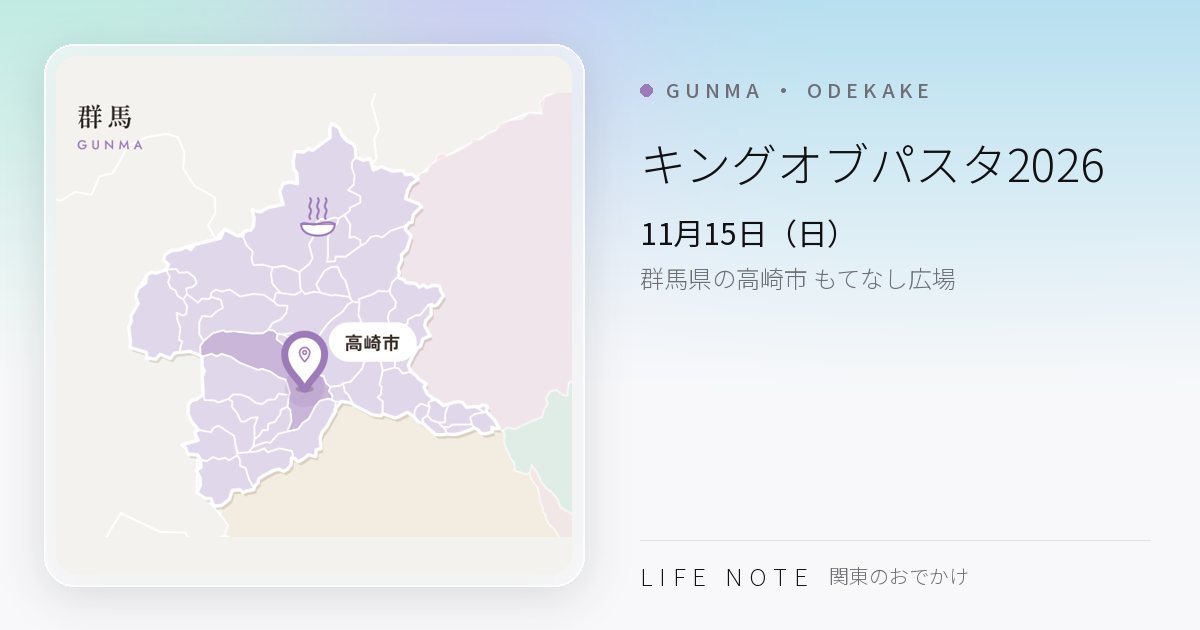 群馬
GUNMA
高崎市
GUNMA • ODEKAKE
キングオブパスタ2026
11月15日（日）
群馬県の高崎市 もてなし広場
LIFE NOTE 関東のおでかけ